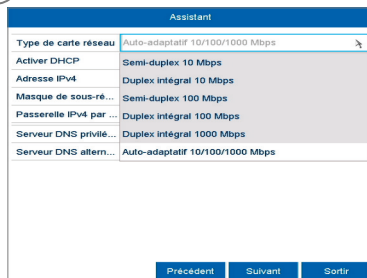 Assistant
Type de carte réseau Auto-adaptatif 10/100/1000 Mbps
Activer DHCP Semi-duplex 10 Mbps
Adresse IPv4 Duplex intégral 10 Mbps
Masque de sous-ré... Semi-duplex 100 Mbps
Passerelle IPv4 par ... Duplex intégral 100 Mbps
Serveur DNS privilé... Duplex intégral 1000 Mbps
Serveur DNS altern... Auto-adaptatif 10/100/1000 Mbps
Précédent Suivant Sortir